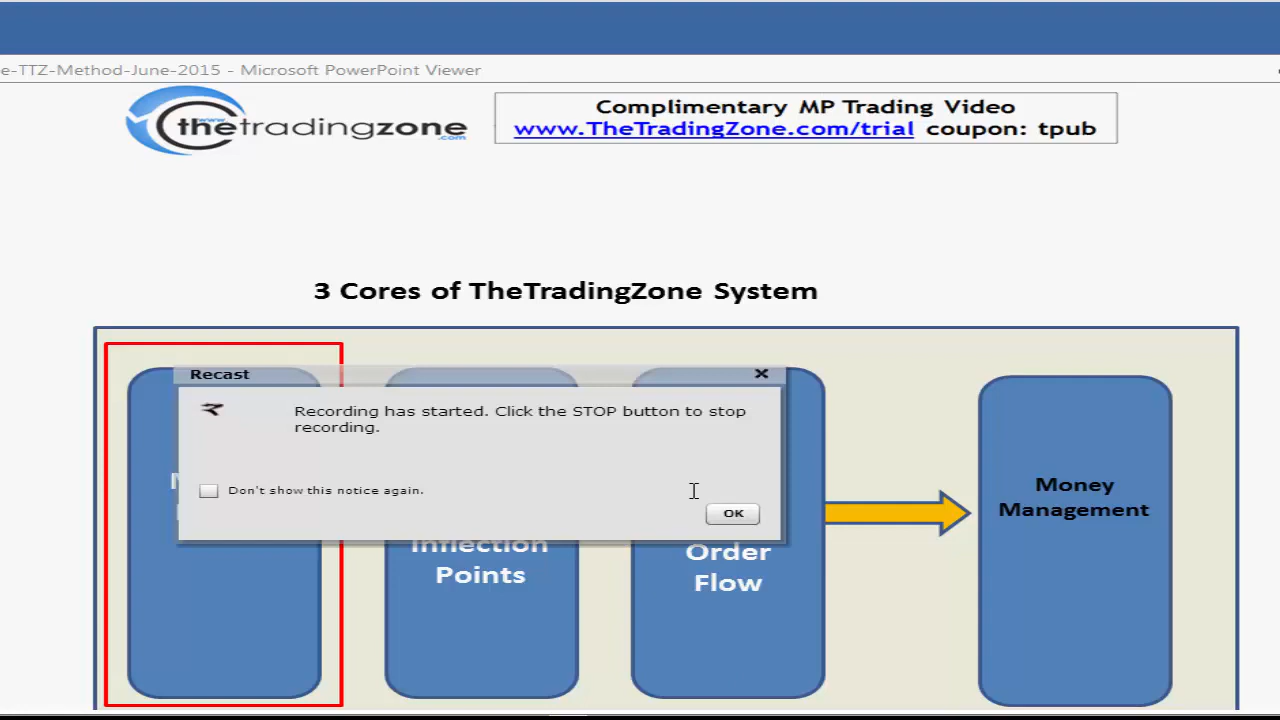 e-TTZ-Method-June-2015 - Microsoft PowerPoint Viewer
www.
thetradingzone
.com
Complimentary MP Trading Video
www.TheTradingZone.com/trial coupon: tpub
3 Cores of TheTradingZone System
Recast
Recording has started. Click the STOP button to stop
recording.
Don't show this notice again.
OK
Inflection
Points
Order
Flow
Money
Management